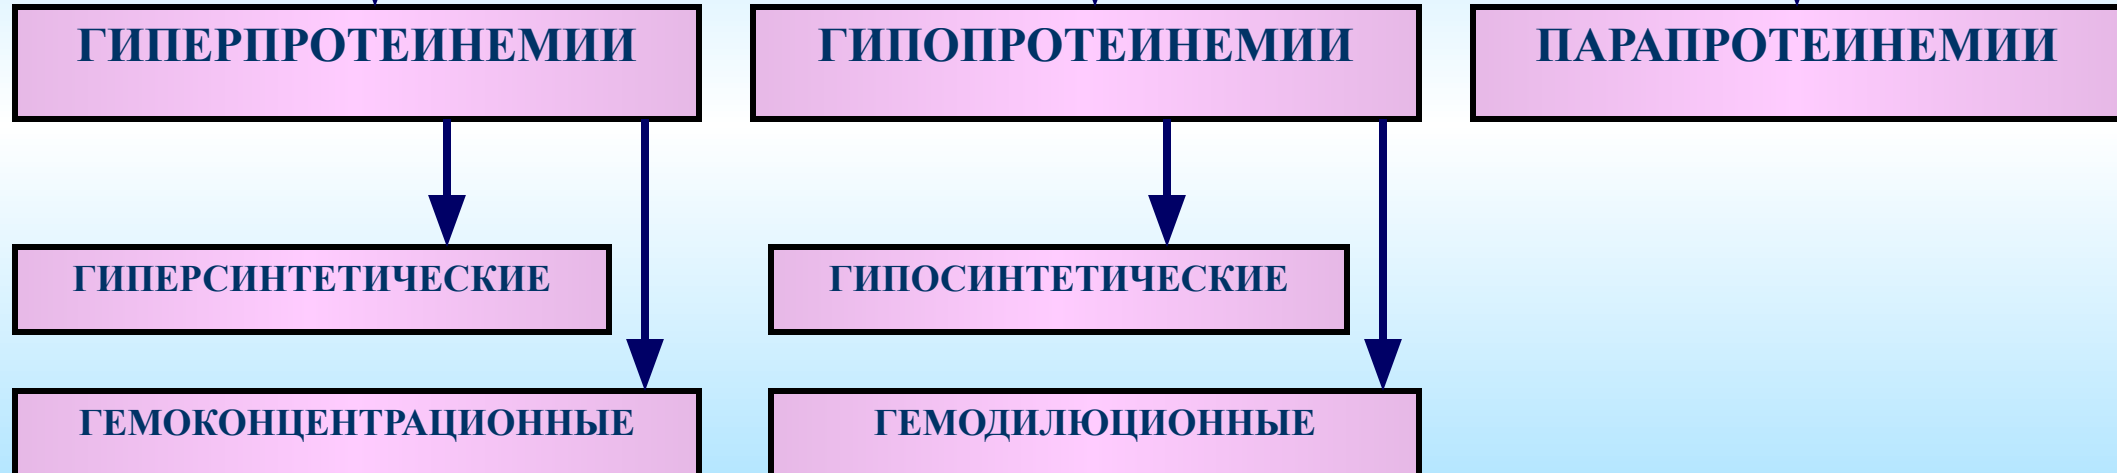 ГИПЕРПРОТЕИНЕМИИ
ГИПОПРОТЕИНЕМИИ
ПАРАПРОТЕИНЕМИИ
ГИПЕРСИНТЕТИЧЕСКИЕ
ГИПОСИНТЕТИЧЕСКИЕ
ГЕМОКОНЦЕНТРАЦИОННЫЕ
ГЕМОДИЛЮЦИОННЫЕ